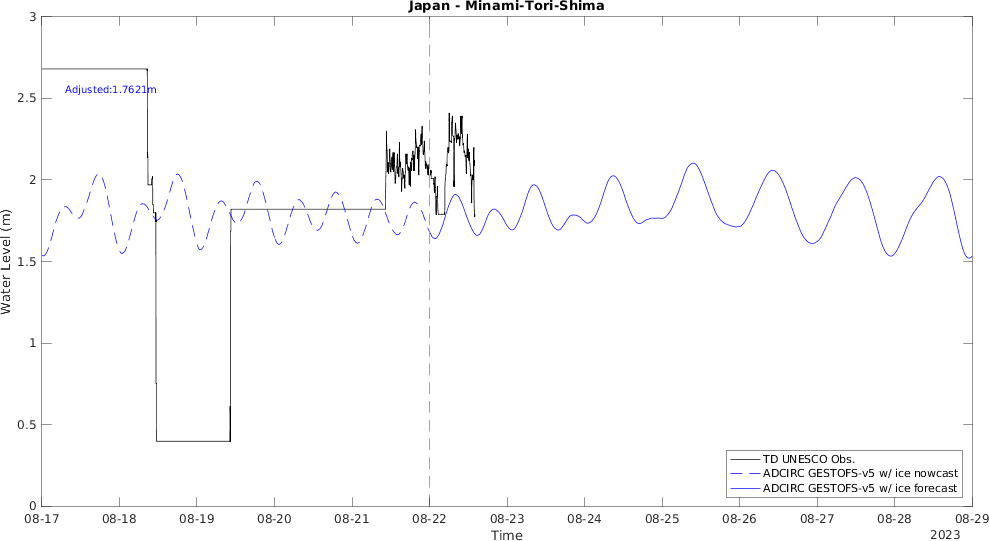 Japan - Minami-Tori-Shima
3
2.5
2
1.5
1
0.5
0
Water Level (m)
Adjusted:1.7621m
TD UNESCO Obs.
ADCIRC GESTOFS-v5 w/ ice nowcast
ADCIRC GESTOFS-v5 w/ ice forecast
08-17 08-18 08-19 08-20 08-21 08-22 08-23 08-24 08-25 08-26 08-27 08-28 08-29
Time
2023